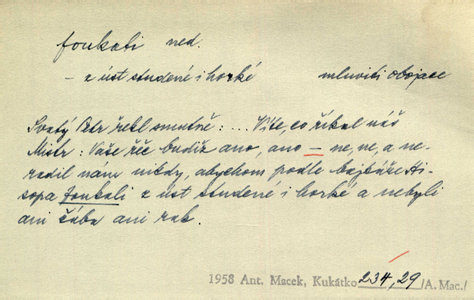 foukati ned.
– z úst studené i horké mluviti obojace
Svatý Petr řekl smutně: ... Víte, co říkal náš
Mistr: Vaše řeč budiž ano, ano – ne, ne, a ne-
radil nám nikdy, abychom podle bajkáře Ai-
sopa foukali z úst studené i horké a nebyli
ani žába ani rak.
1958 Ant. Macek, Kukátko 234,29 /A. Mac./